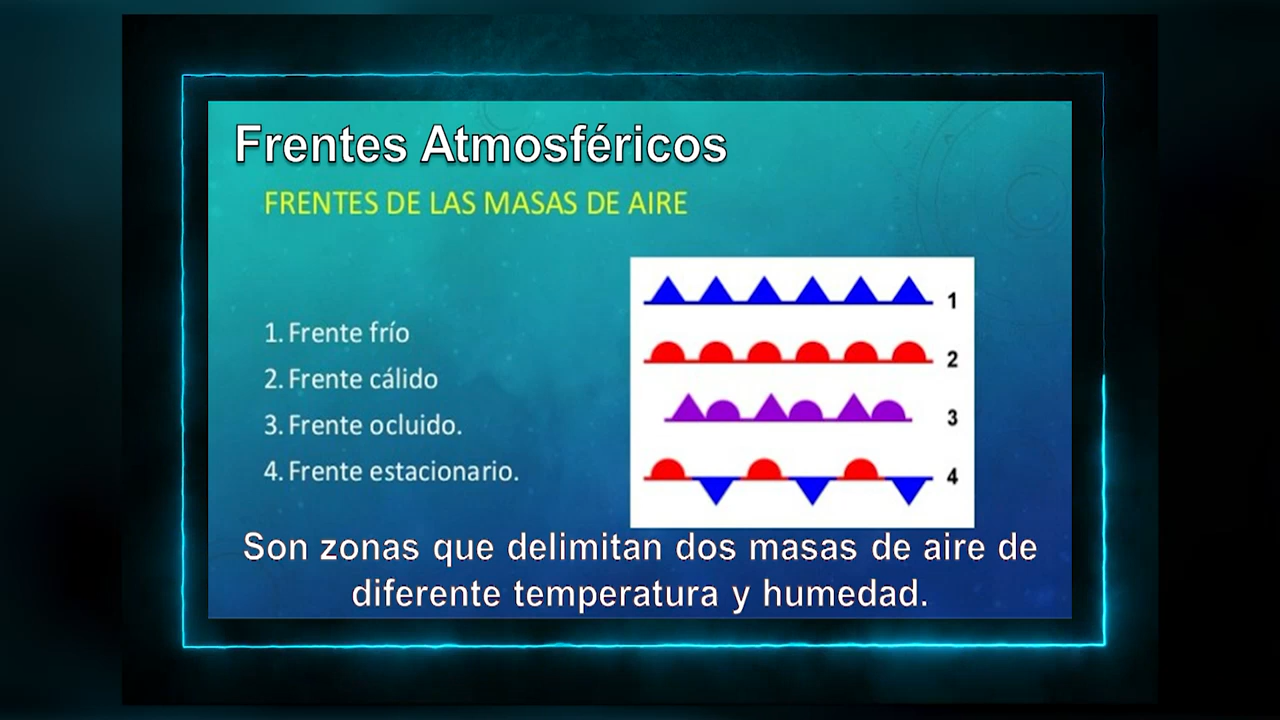 Frentes Atmosféricos
FRENTES DE LAS MASAS DE AIRE
1. Frente frío
2. Frente cálido
3. Frente ocluido.
4. Frente estacionario.
1
2
3
4
Son zonas que delimitan dos masas de aire de
diferente temperatura y humedad.